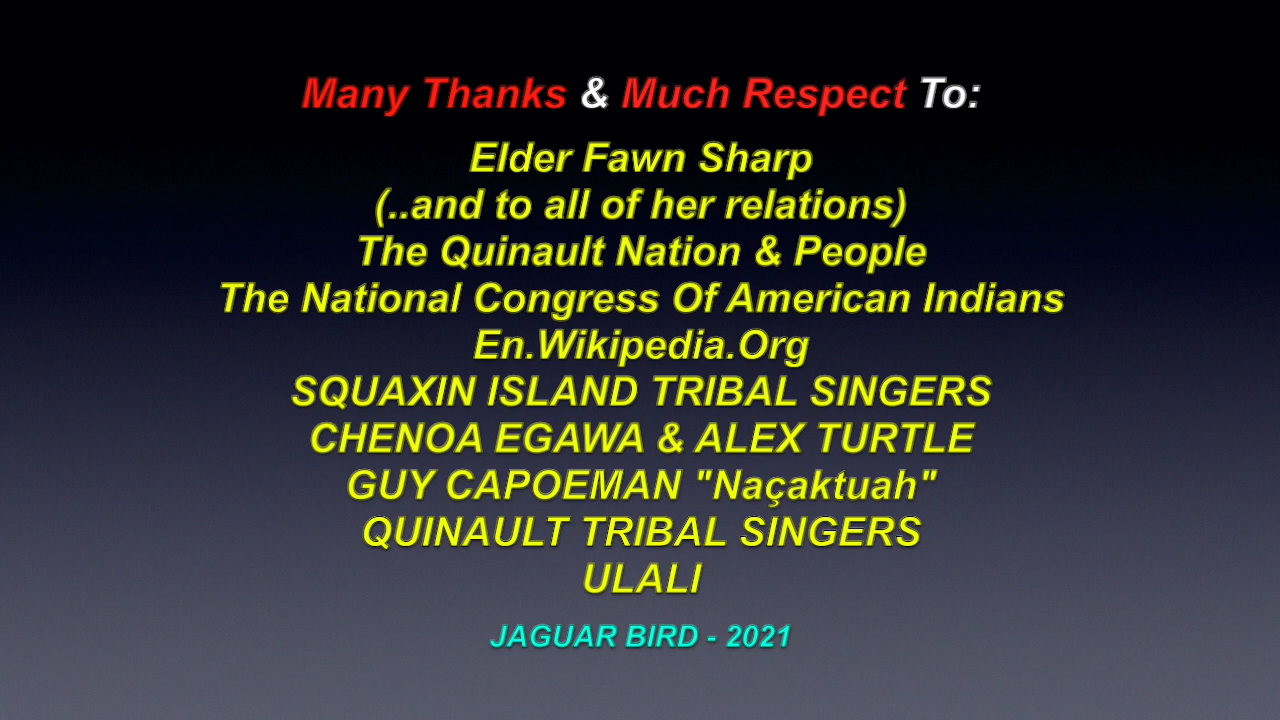 Many Thanks & Much Respect To:
Elder Fawn Sharp
(..and to all of her relations)
The Quinault Nation & People
The National Congress Of American Indians
En.Wikipedia.Org
SQUAXIN ISLAND TRIBAL SINGERS
CHENOA EGAWA & ALEX TURTLE
GUY CAPOEMAN "Naçaktuah"
QUINAULT TRIBAL SINGERS
ULALI
JAGUAR BIRD - 2021